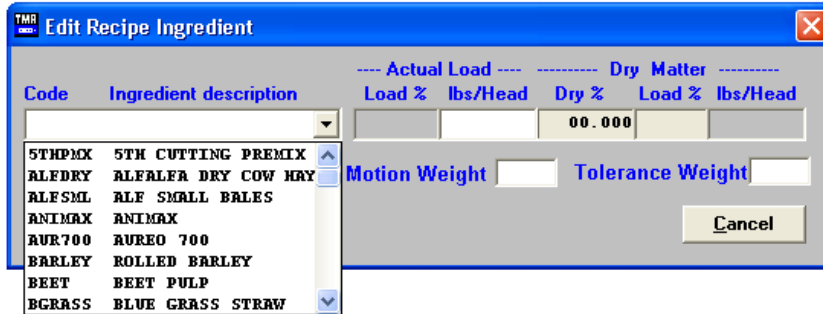 TMR Edit Recipe Ingredient
---- Actual Load ---- ---------- Dry Matter ----------
Code Ingredient description Load % lbs/Head Dry % Load % lbs/Head
00.000
5THPMX 5TH CUTTING PREMIX
ALFDRY ALFALFA DRY COW HAY
Motion Weight Tolerance Weight
ALFSML ALF SMALL BALES
ANIMAX ANIMAX
Cancel
AUR700 AUREO 700
BARLEY ROLLED BARLEY
BEET BEET PULP
BGRASS BLUE GRASS STRAW